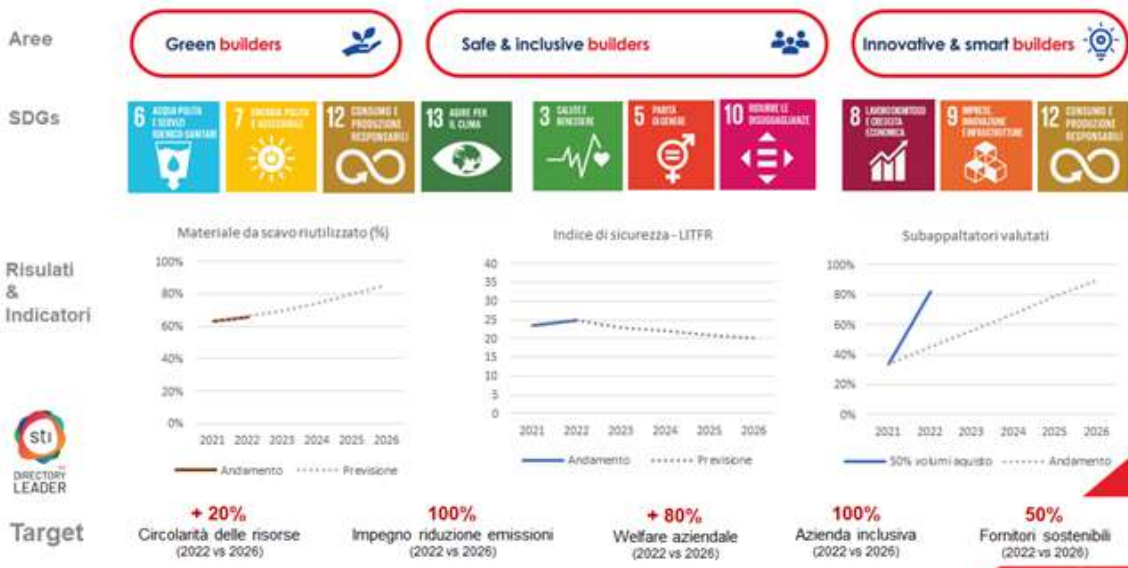 Aree
Green builders
Safe & inclusive builders
Innovative & smart builders
SDGs
6 ACQUA PULITA
E SERVIZI
IGIENICO-SANITARI
7 ENERGIA PULITA
E ACCESSIBILE
12 CONSUMO E
PRODUZIONE
RESPONSABILI
13 AGIRE PER
IL CLIMA
3 SALUTE E
BENESSERE
5 PARITÀ
DI GENERE
10 RIDURRE LE
DISUGUAGLIANZE
8 LAVORO DIGNITOSO
E CRESCITA
ECONOMICA
9 IMPRESE,
INNOVAZIONE
E INFRASTRUTTURE
12 CONSUMO E
PRODUZIONE
RESPONSABILI
Risulati
&
Indicatori
Materiale da scavo riutilizzato (%)
100%
80%
60%
40%
20%
0%
2021 2022 2023 2024 2025 2026
Andamento Previsione
Indice di sicurezza - LITFR
40
35
30
25
20
15
10
5
0
2021 2022 2023 2024 2025 2026
Andamento Previsione
Subappaltatori valutati
100%
80%
60%
40%
20%
0%
2021 2022 2023 2024 2025 2026
50% volumi aquisto Andamento
sti
DIRECTORY
LEADER
Target
+ 20%
Circolarità delle risorse
(2022 vs 2026)
100%
Impegno riduzione emissioni
(2022 vs 2026)
+ 80%
Welfare aziendale
(2022 vs 2026)
100%
Azienda inclusiva
(2022 vs 2026)
50%
Fornitori sostenibili
(2022 vs 2026)